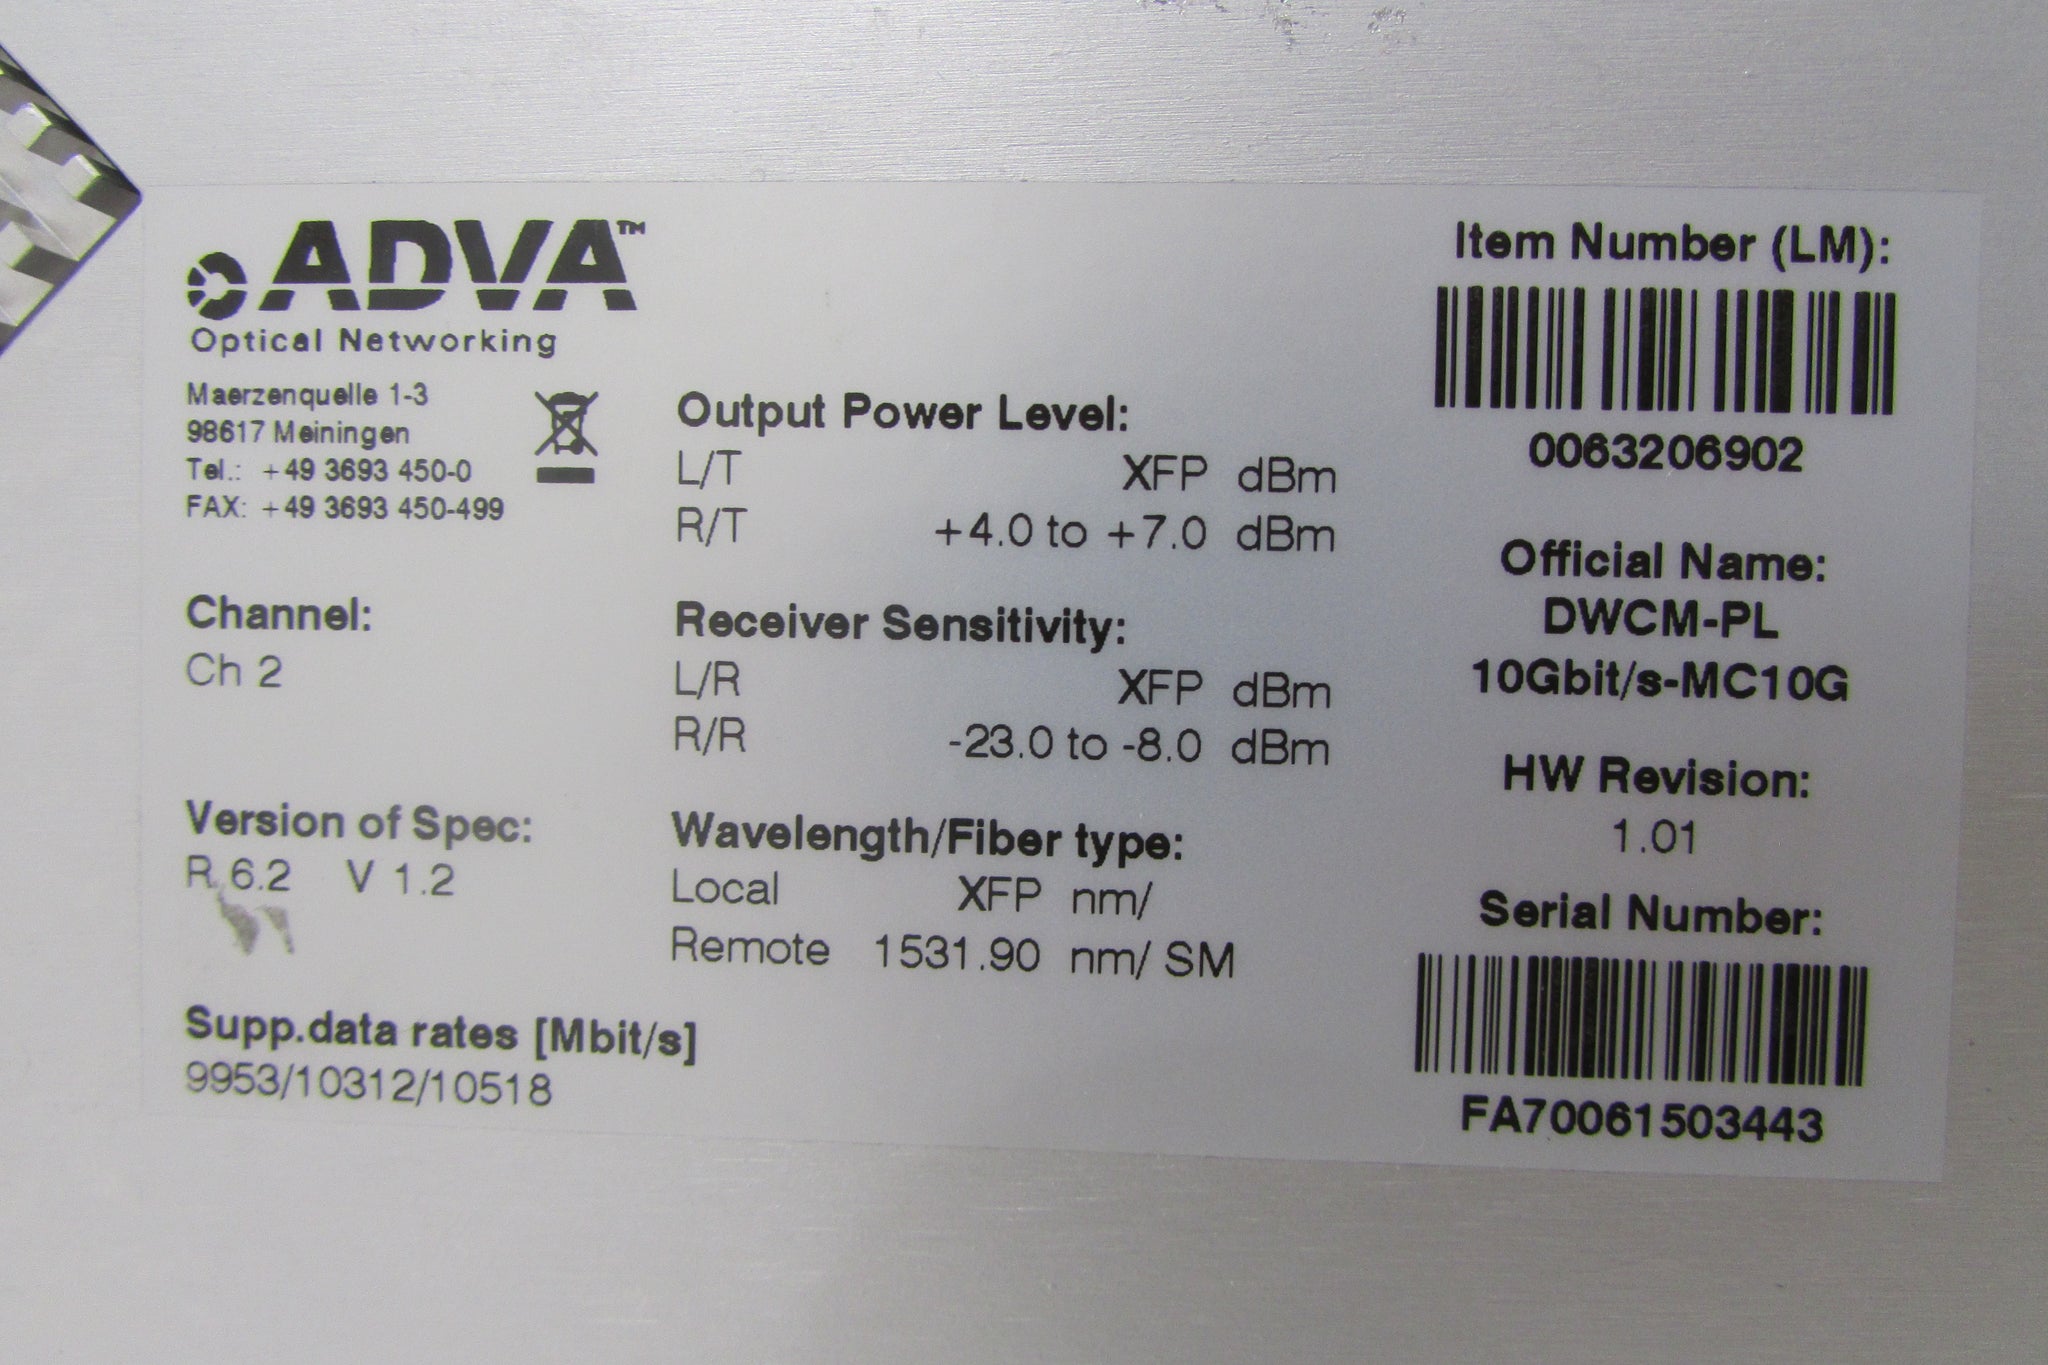 ADVA™
Optical Networking
Maerzenquelle 1-3
98617 Meiningen
Tel.: +49 3693 450-0
FAX: +49 3693 450-499
Channel:
Ch 2
Version of Spec:
R 6.2 V 1.2
Supp.data rates [Mbit/s]
9953/10312/10518
Output Power Level:
L/T XFP dBm
R/T +4.0 to +7.0 dBm
Receiver Sensitivity:
L/R XFP dBm
R/R -23.0 to -8.0 dBm
Wavelength/Fiber type:
Local XFP nm/
Remote 1531.90 nm/ SM
Item Number (LM):
0063206902
Official Name:
DWCM-PL
10Gbit/s-MC10G
HW Revision:
1.01
Serial Number:
FA70061503443